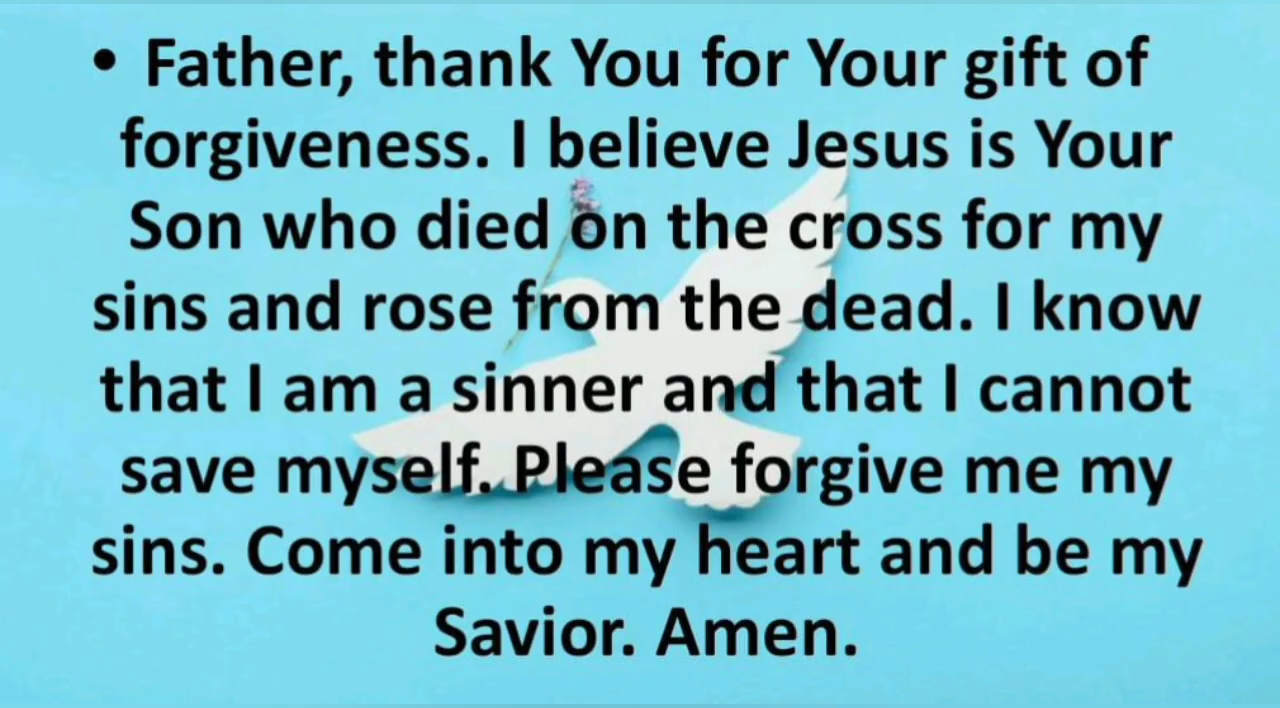 • Father, thank You for Your gift of
forgiveness. I believe Jesus is Your
Son who died on the cross for my
sins and rose from the dead. I know
that I am a sinner and that I cannot
save myself. Please forgive me my
sins. Come into my heart and be my
Savior. Amen.